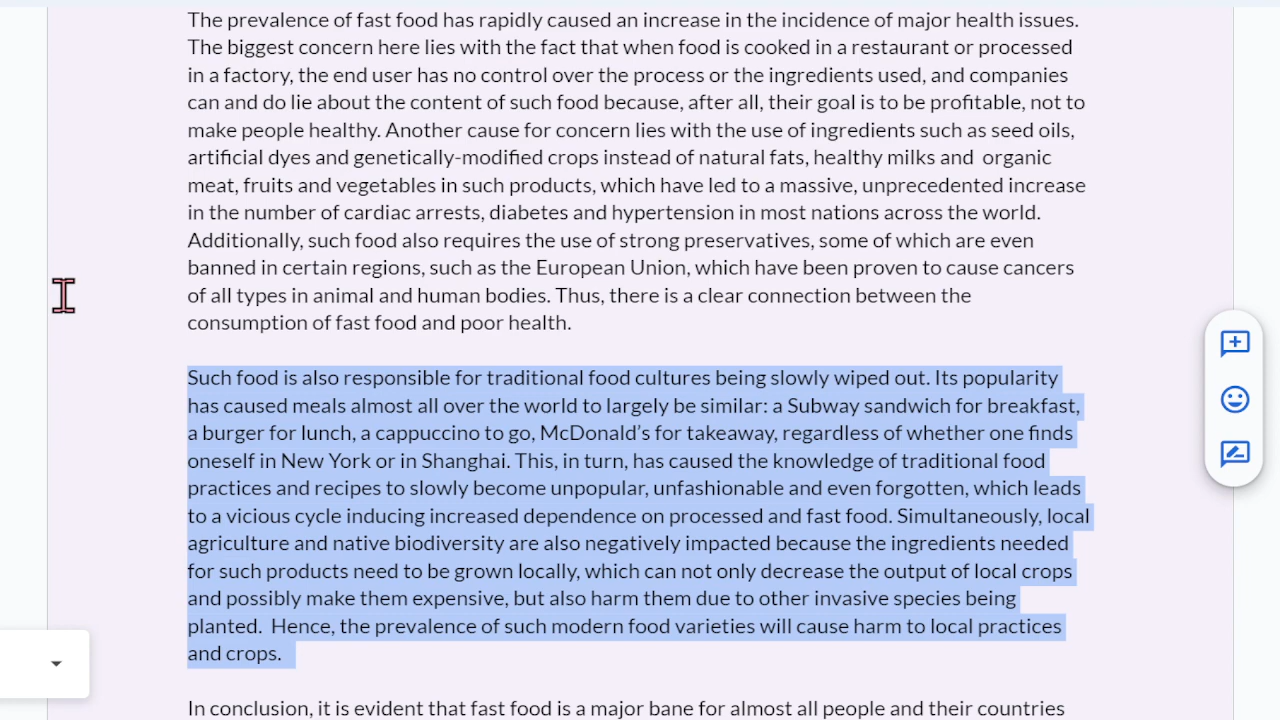 The prevalence of fast food has rapidly caused an increase in the incidence of major health issues.
The biggest concern here lies with the fact that when food is cooked in a restaurant or processed
in a factory, the end user has no control over the process or the ingredients used, and companies
can and do lie about the content of such food because, after all, their goal is to be profitable, not to
make people healthy. Another cause for concern lies with the use of ingredients such as seed oils,
artificial dyes and genetically-modified crops instead of natural fats, healthy milks and  organic
meat, fruits and vegetables in such products, which have led to a massive, unprecedented increase
in the number of cardiac arrests, diabetes and hypertension in most nations across the world.
Additionally, such food also requires the use of strong preservatives, some of which are even
banned in certain regions, such as the European Union, which have been proven to cause cancers
of all types in animal and human bodies. Thus, there is a clear connection between the
consumption of fast food and poor health.
Such food is also responsible for traditional food cultures being slowly wiped out. Its popularity
has caused meals almost all over the world to largely be similar: a Subway sandwich for breakfast,
a burger for lunch, a cappuccino to go, McDonald’s for takeaway, regardless of whether one finds
oneself in New York or in Shanghai. This, in turn, has caused the knowledge of traditional food
practices and recipes to slowly become unpopular, unfashionable and even forgotten, which leads
to a vicious cycle inducing increased dependence on processed and fast food. Simultaneously, local
agriculture and native biodiversity are also negatively impacted because the ingredients needed
for such products need to be grown locally, which can not only decrease the output of local crops
and possibly make them expensive, but also harm them due to other invasive species being
planted.  Hence, the prevalence of such modern food varieties will cause harm to local practices
and crops.
In conclusion, it is evident that fast food is a major bane for almost all people and their countries